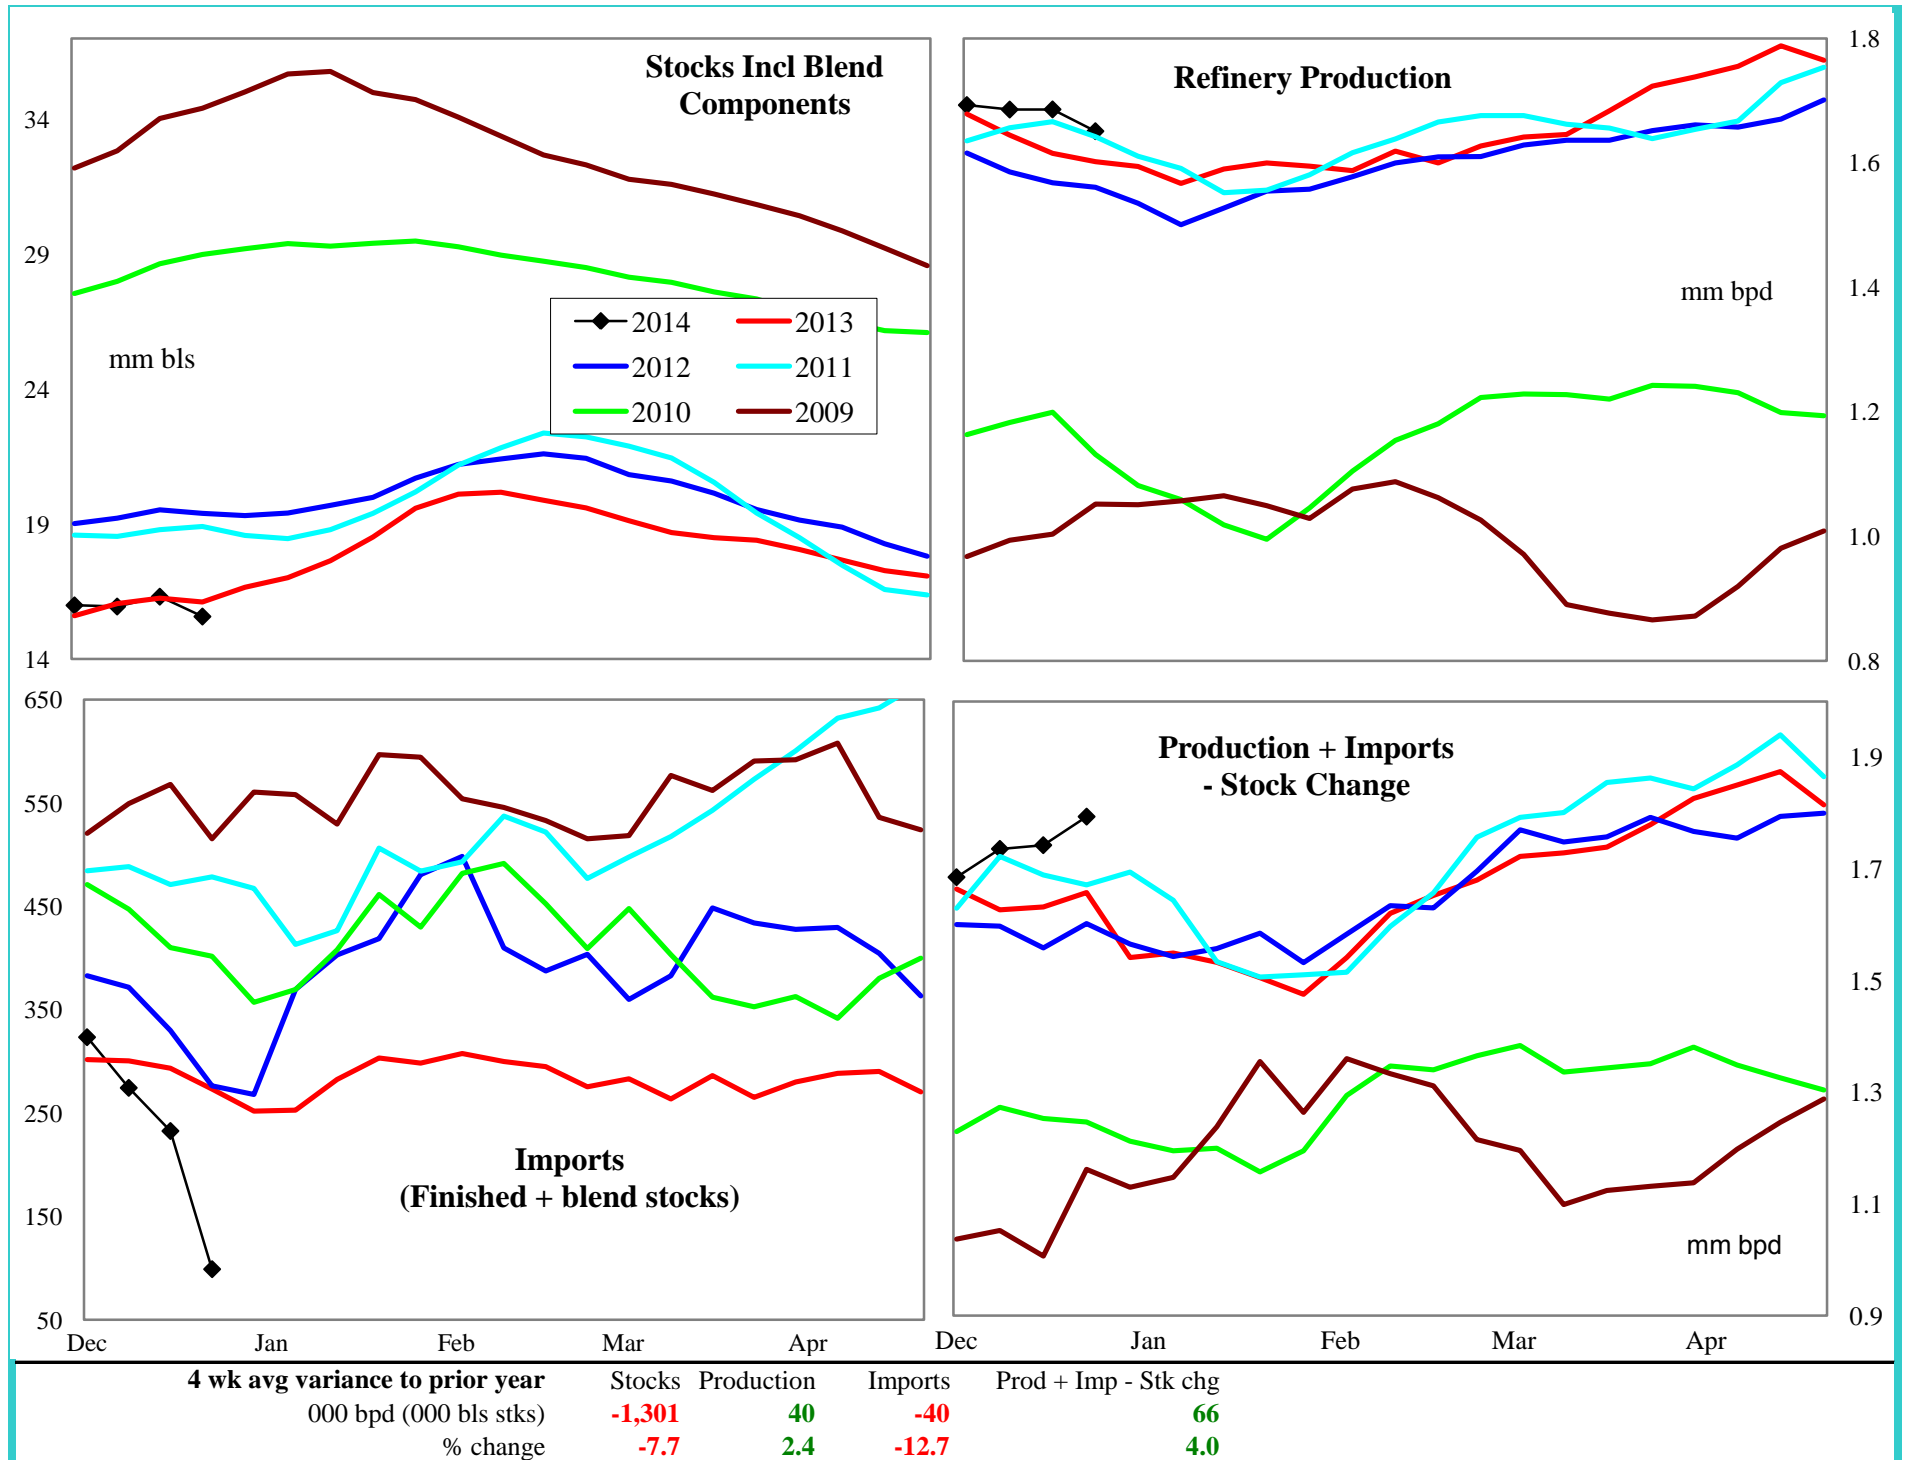 Stocks Incl Blend
Components
34
29
24
19
14
mm bls
2014 2013
2012 2011
2010 2009
Refinery Production
mm bpd
1.8
1.6
1.4
1.2
1.0
0.8
650
550
450
350
250
150
50
Imports
(Finished + blend stocks)
Dec Jan Feb Mar Apr
Production + Imports
- Stock Change
1.9
1.7
1.5
1.3
1.1
0.9
mm bpd
Dec Jan Feb Mar Apr
4 wk avg variance to prior year Stocks Production Imports Prod + Imp - Stk chg
000 bpd (000 bls stks) -1,301 40 -40 66
% change -7.7 2.4 -12.7 4.0